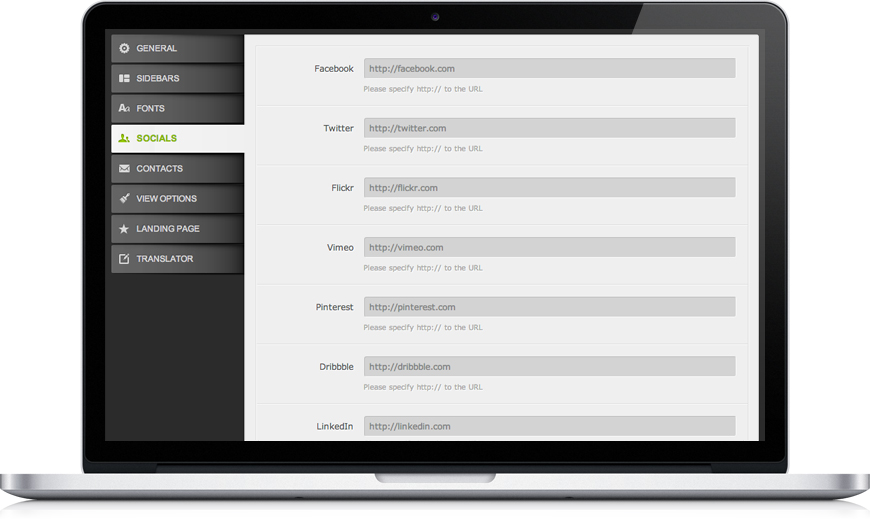 GENERAL
SIDEBARS
Aa FONTS
SOCIALS
CONTACTS
VIEW OPTIONS
LANDING PAGE
TRANSLATOR
Facebook http://facebook.com
Please specify http:// to the URL
Twitter http://twitter.com
Please specify http:// to the URL
Flickr http://flickr.com
Please specify http:// to the URL
Vimeo http://vimeo.com
Please specify http:// to the URL
Pinterest http://pinterest.com
Please specify http:// to the URL
Dribbble http://dribbble.com
Please specify http:// to the URL
LinkedIn http://linkedin.com